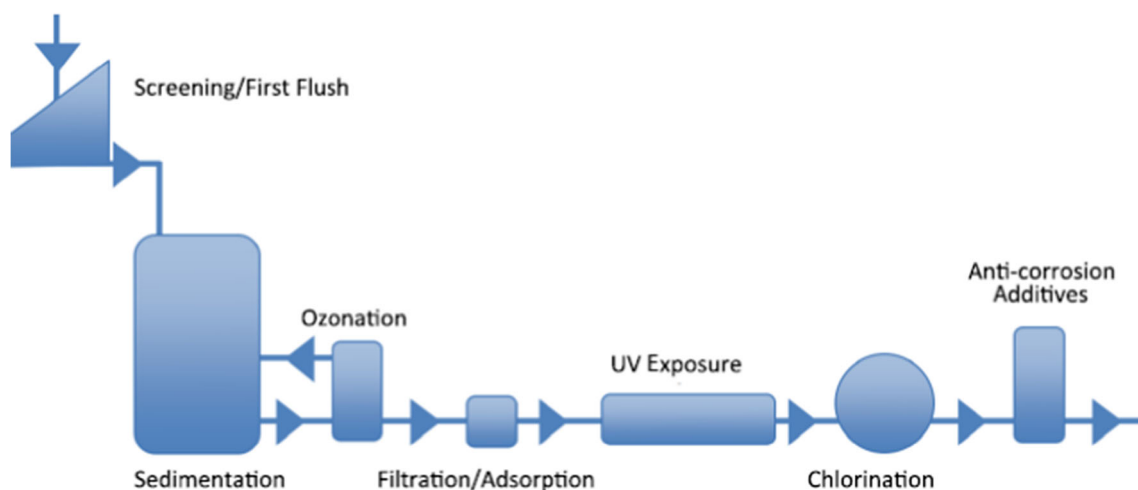 Screening/First Flush
Anti-corrosion
Additives
Ozonation
UV Exposure
Sedimentation
Filtration/Adsorption
Chlorination